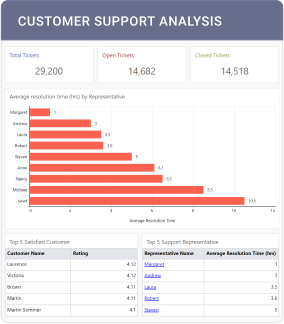 CUSTOMER SUPPORT ANALYSIS
Total Tickets
29,200
Open Tickets
14,682
Closed Tickets
14,518
Average resolution time (hrs) by Representative
Margaret 1
Andrew 3
Laura 3.5
Robert 3.6
Steven 5
Anne 6.1
Nancy 6.5
Michael 8.5
Janet 10.5
0 2 4 6 8 10 12
Average Resolution Time
Top 5 Satisfied Customer
Customer Name Rating
Laurence 4.12
Victoria 4.12
Brown 4.11
Martin 4.11
Martin Sommer 4.1
Top 5 Support Representative
Representative Name Average Resolution Time (hrs)
Margaret 1
Andrew 3
Laura 3.5
Robert 3.6
Steven 5